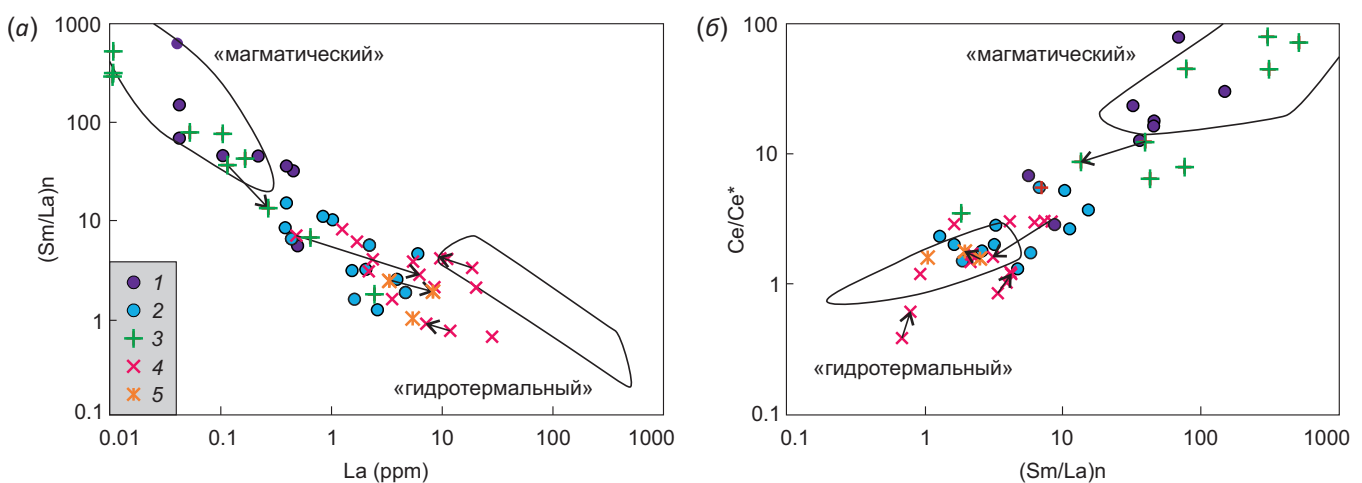 (а)
1000
100
10
1
0.1
(Sm/La)n
«магматический»
«гидротермальный»
1
2
3
4
5
0.01
0.1
1
10
100
1000
La (ppm)
(б)
100
10
1
0.1
Ce/Ce*
«магматический»
«гидротермальный»
0.1
1
10
100
1000
(Sm/La)n